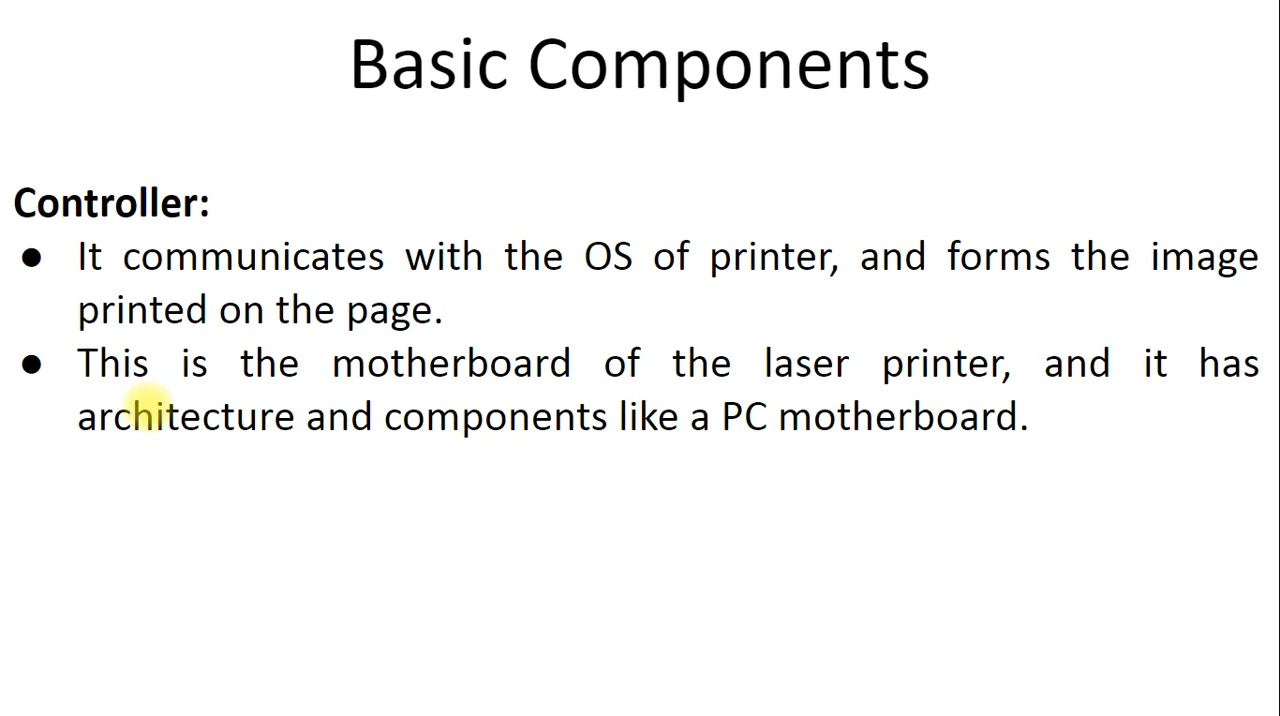 Basic Components
Controller:
● It communicates with the OS of printer, and forms the image
printed on the page.
● This is the motherboard of the laser printer, and it has
architecture and components like a PC motherboard.